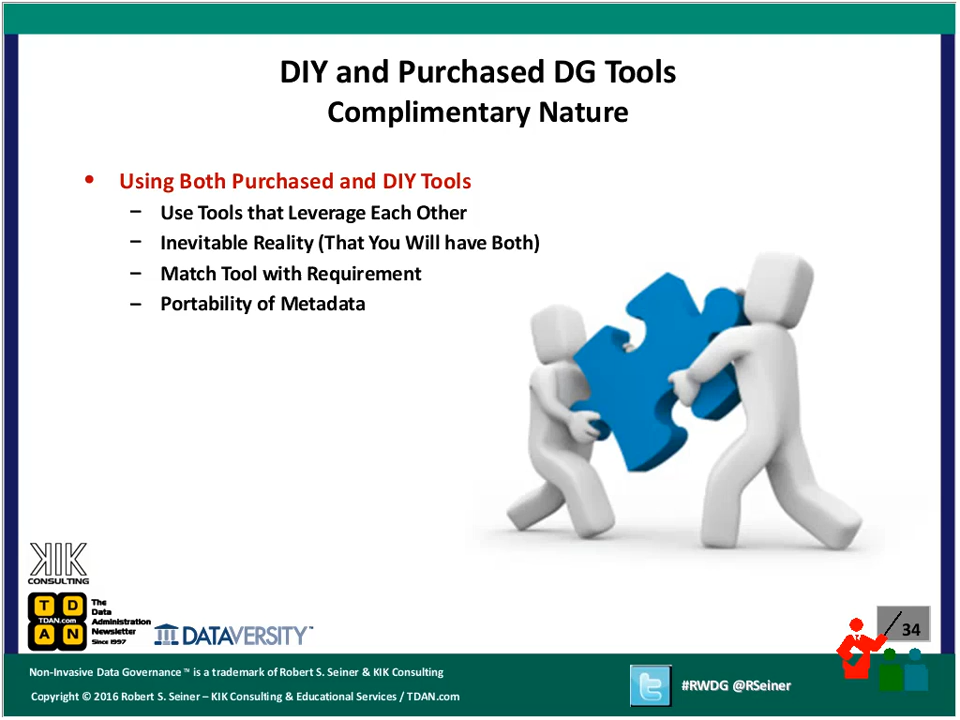 DIY and Purchased DG Tools
Complimentary Nature
• Using Both Purchased and DIY Tools
– Use Tools that Leverage Each Other
– Inevitable Reality (That You Will have Both)
– Match Tool with Requirement
– Portability of Metadata
KIK
CONSULTING
T D
TDAN.com
A N
The
Data
Administration
Newsletter
Since 1997
DATAVERSITY™
34
Non-Invasive Data Governance ™ is a trademark of Robert S. Seiner & KIK Consulting
Copyright © 2016 Robert S. Seiner – KIK Consulting & Educational Services / TDAN.com
t
#RWDG @RSeiner